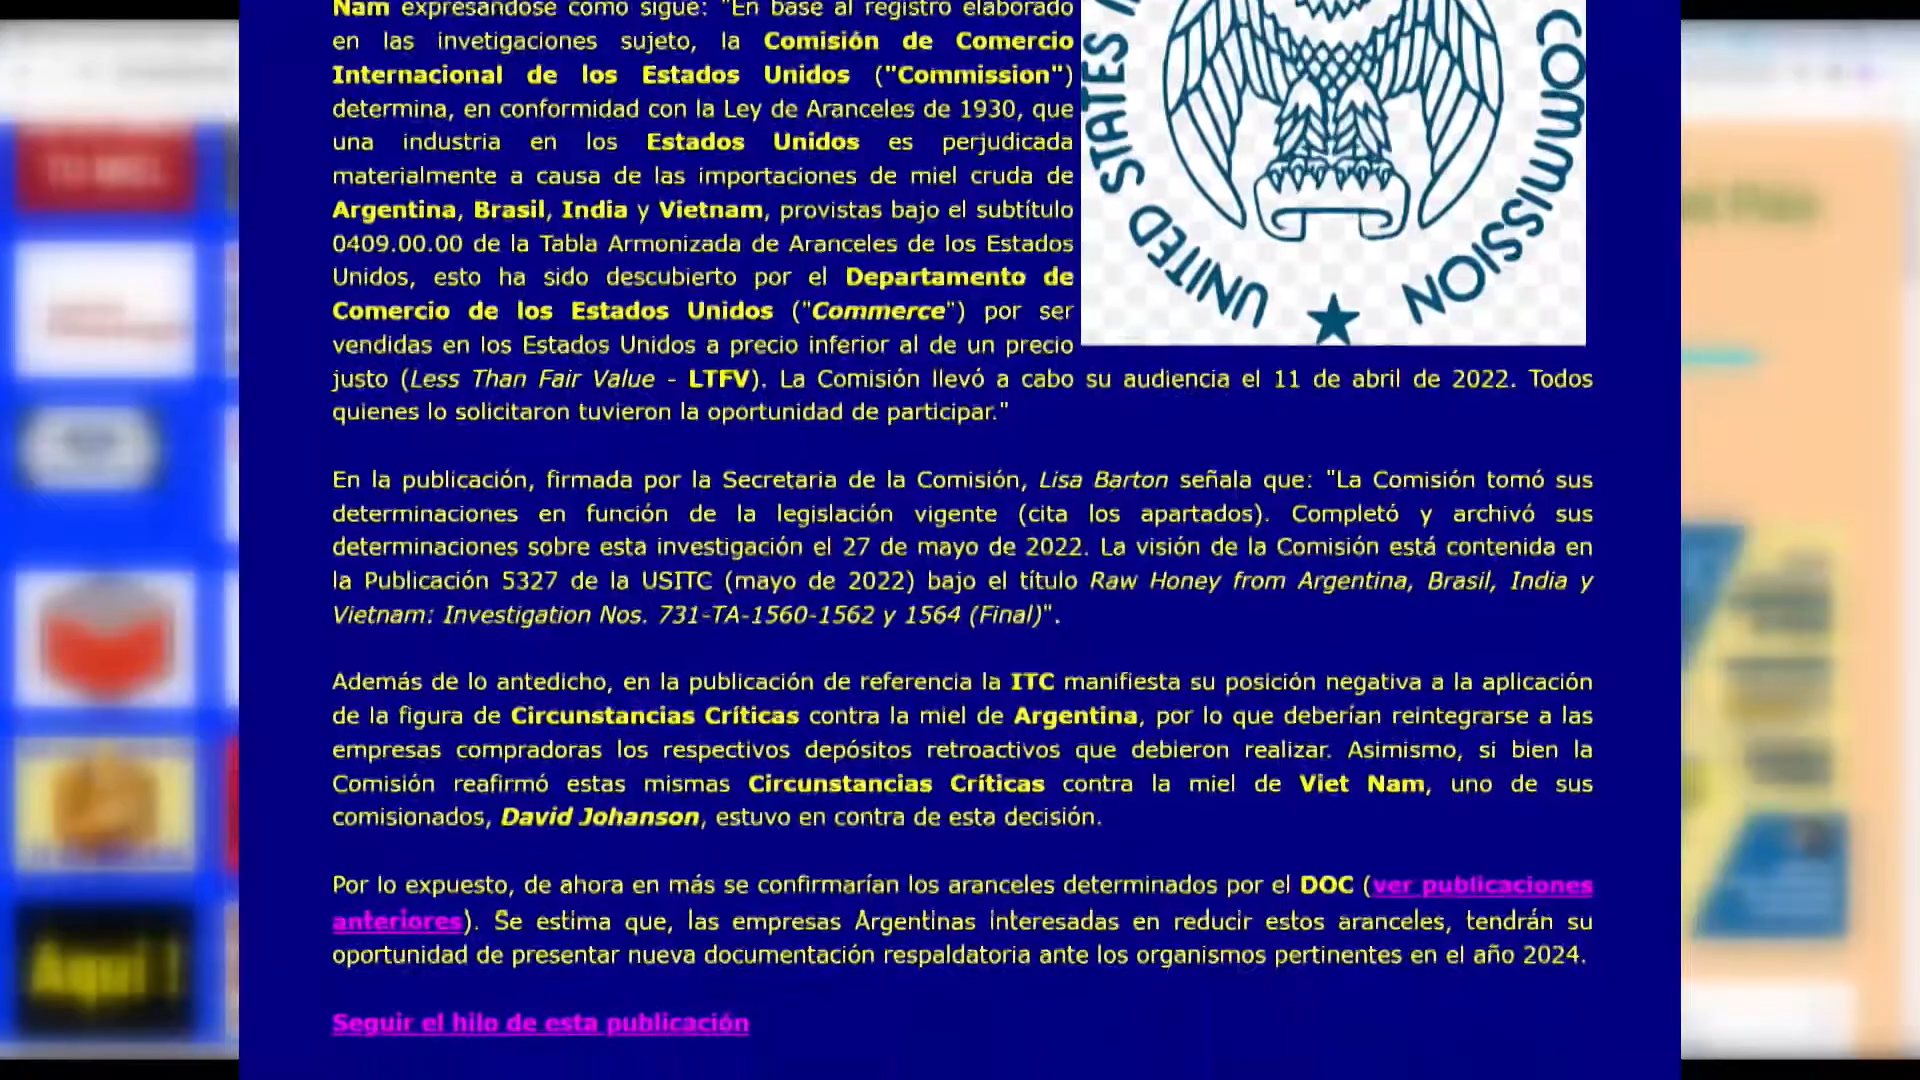 Nam expresándose como sigue: "En base al registro elaborado
en las invetigaciones sujeto, la Comisión de Comercio
Internacional de los Estados Unidos ("Commission")
determina, en conformidad con la Ley de Aranceles de 1930, que
una industria en los Estados Unidos es perjudicada
materialmente a causa de las importaciones de miel cruda de
Argentina, Brasil, India y Vietnam, provistas bajo el subtítulo
0409.00.00 de la Tabla Armonizada de Aranceles de los Estados
Unidos, esto ha sido descubierto por el Departamento de
Comercio de los Estados Unidos ("Commerce") por ser
vendidas en los Estados Unidos a precio inferior al de un precio
justo (Less Than Fair Value - LTFV). La Comisión llevó a cabo su audiencia el 11 de abril de 2022. Todos
quienes lo solicitaron tuvieron la oportunidad de participar."
UNITED STATES
COMMISSION
En la publicación, firmada por la Secretaria de la Comisión, Lisa Barton señala que: "La Comisión tomó sus
determinaciones en función de la legislación vigente (cita los apartados). Completó y archivó sus
determinaciones sobre esta investigación el 27 de mayo de 2022. La visión de la Comisión está contenida en
la Publicación 5327 de la USITC (mayo de 2022) bajo el título Raw Honey from Argentina, Brasil, India y
Vietnam: Investigation Nos. 731-TA-1560-1562 y 1564 (Final)".
Además de lo antedicho, en la publicación de referencia la ITC manifiesta su posición negativa a la aplicación
de la figura de Circunstancias Críticas contra la miel de Argentina, por lo que deberían reintegrarse a las
empresas compradoras los respectivos depósitos retroactivos que debieron realizar. Asimismo, si bien la
Comisión reafirmó estas mismas Circunstancias Críticas contra la miel de Viet Nam, uno de sus
comisionados, David Johanson, estuvo en contra de esta decisión.
Por lo expuesto, de ahora en más se confirmarían los aranceles determinados por el DOC (ver publicaciones
anteriores). Se estima que, las empresas Argentinas interesadas en reducir estos aranceles, tendrán su
oportunidad de presentar nueva documentación respaldatoria ante los organismos pertinentes en el año 2024.
Seguir el hilo de esta publicación
Aquí !